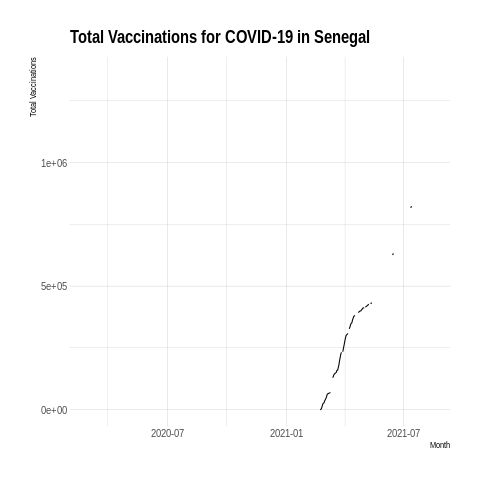 Total Vaccinations for COVID-19 in Senegal
Total Vaccinations
1e+06
5e+05
0e+00
2020-07 2021-01 2021-07
Month